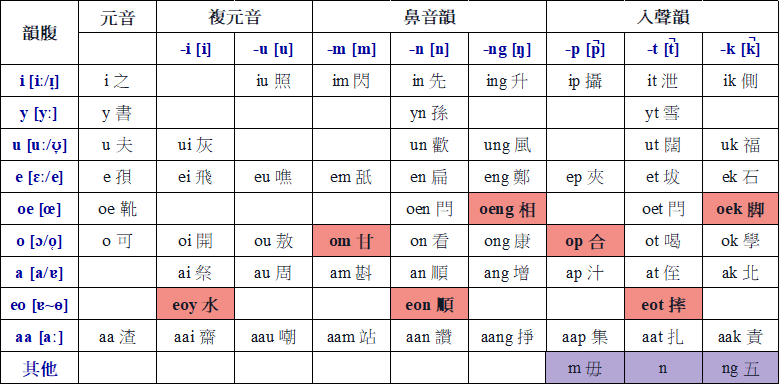 韻腹 元音 複元音 鼻音韻 入聲韻
-i [i] -u [u] -m [m] -n [n] -ng [ŋ] -p [p̚] -t [t̚] -k [k̚]
i [iː/ɪ̞] i 之 iu 照 im 閃 in 先 ing 升 ip 攝 it 泄 ik 側
y [yː] y 書 yn 孫 yt 雪
u [uː/ʊ̞] u 夫 ui 灰 un 歡 ung 風 ut 闊 uk 福
e [ɛː/e] e 孭 ei 飛 eu 噍 em 舐 en 扁 eng 鄭 ep 夾 et 坺 ek 石
oe [œ] oe 靴 oen 閂 oeng 相 oet 閂 oek 脚
o [ɔ/o̞] o 可 oi 開 ou 敖 om 甘 on 看 ong 康 op 合 ot 喝 ok 學
a [a/ɐ] ai 祭 au 周 am 斟 an 順 ang 增 ap 汁 at 侄 ak 北
eo [ɐ~ɵ] eoy 水 eon 順 eot 摔
aa [aː] aa 渣 aai 齋 aau 嘲 aam 站 aan 讚 aang 掙 aap 集 aat 扎 aak 責
其他 m 毋 n ng 五